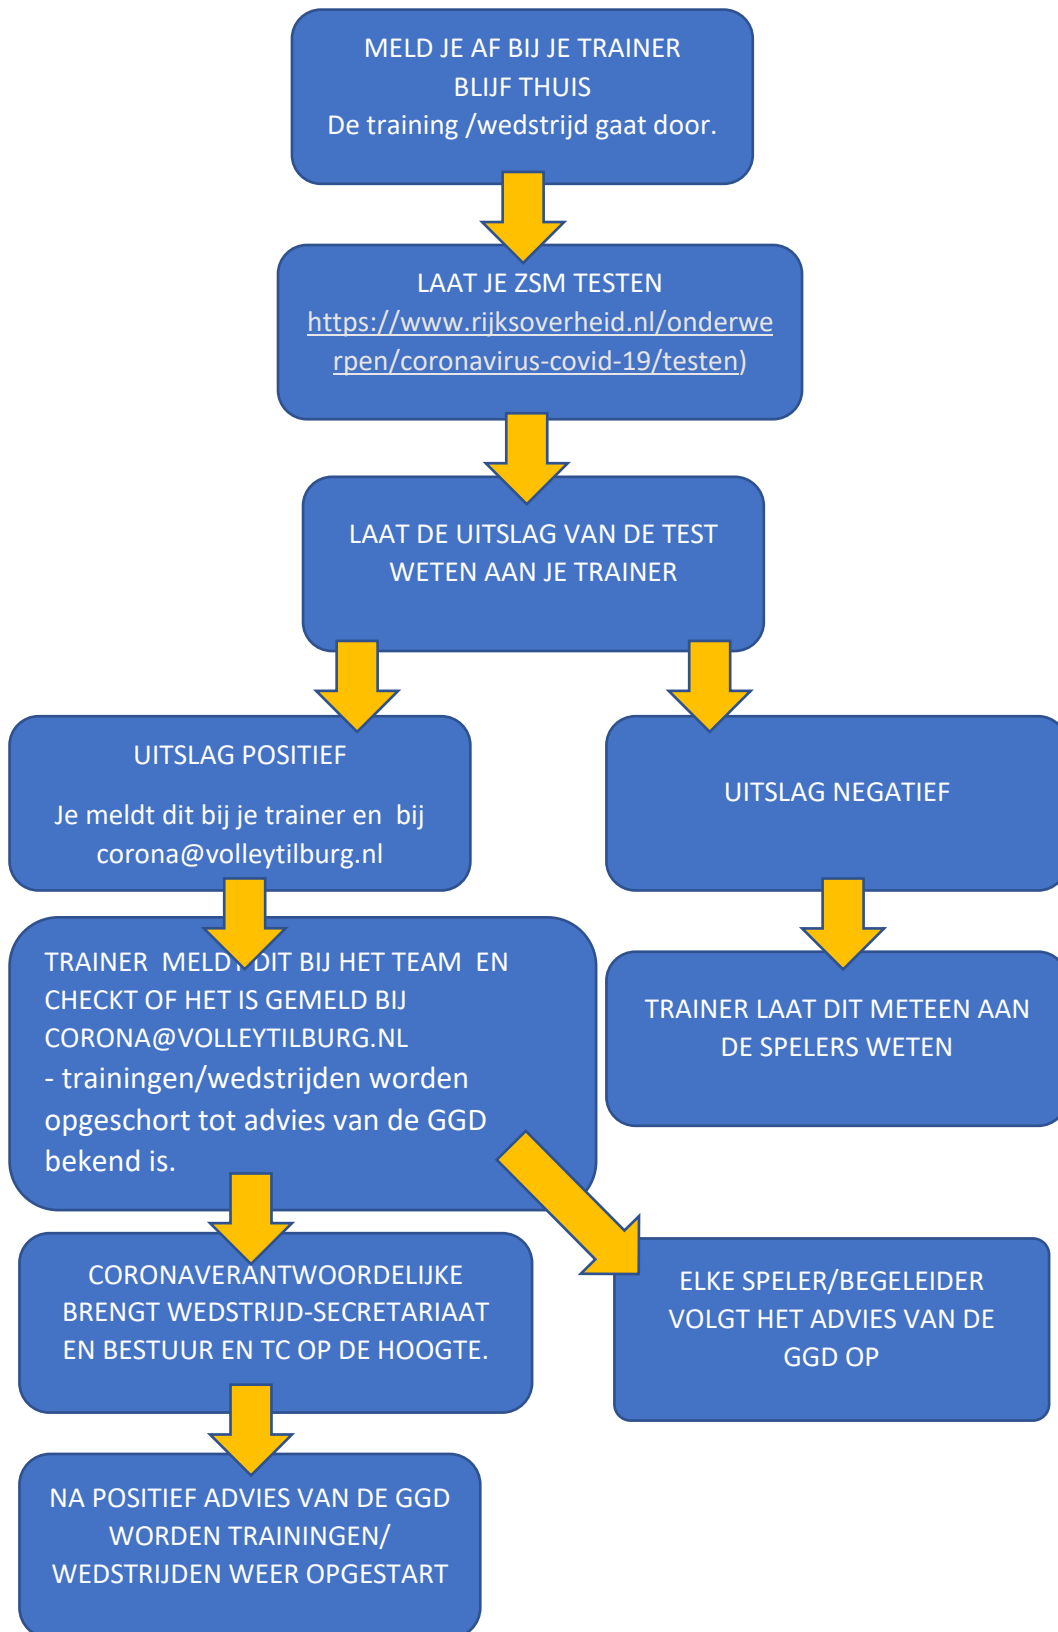 MELD JE AF BIJ JE TRAINER
BLIJF THUIS
De training /wedstrijd gaat door.
LAAT JE ZSM TESTEN
https://www.rijksoverheid.nl/onderwe
rpen/coronavirus-covid-19/testen)
LAAT DE UITSLAG VAN DE TEST
WETEN AAN JE TRAINER
UITSLAG POSITIEF
Je meldt dit bij je trainer en  bij
corona@volleytilburg.nl
UITSLAG NEGATIEF
TRAINER  MELDT DIT BIJ HET TEAM  EN
CHECKT OF HET IS GEMELD BIJ
CORONA@VOLLEYTILBURG.NL
- trainingen/wedstrijden worden
opgeschort tot advies van de GGD
bekend is.
TRAINER LAAT DIT METEEN AAN
DE SPELERS WETEN
CORONAVERANTWOORDELIJKE
BRENGT WEDSTRIJD-SECRETARIAAT
EN BESTUUR EN TC OP DE HOOGTE.
ELKE SPELER/BEGELEIDER
VOLGT HET ADVIES VAN DE
GGD OP
NA POSITIEF ADVIES VAN DE GGD
WORDEN TRAININGEN/
WEDSTRIJDEN WEER OPGESTART